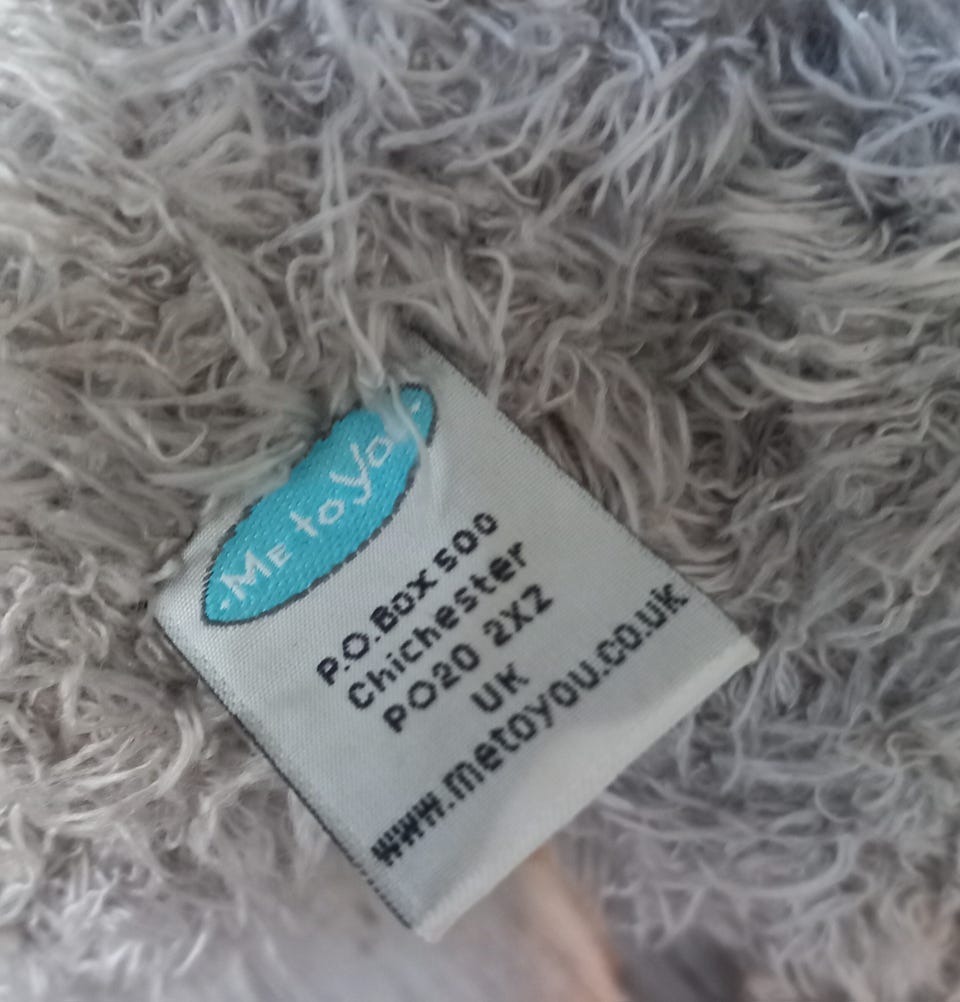 Me to You
P.O.Box 500
Chichester
PO20 2XZ
UK
www.metoyou.co.uk